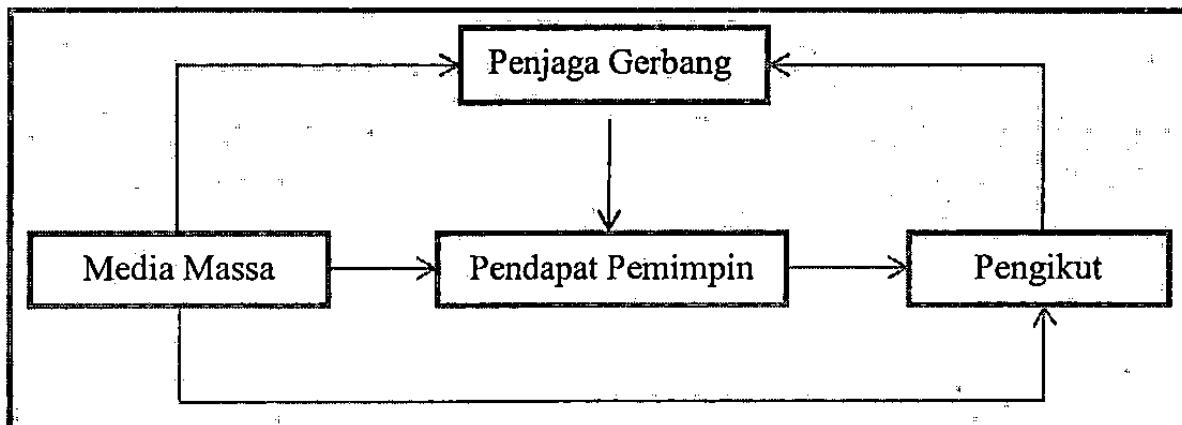 Penjaga Gerbang
Media Massa
Pendapat Pemimpin
Pengikut